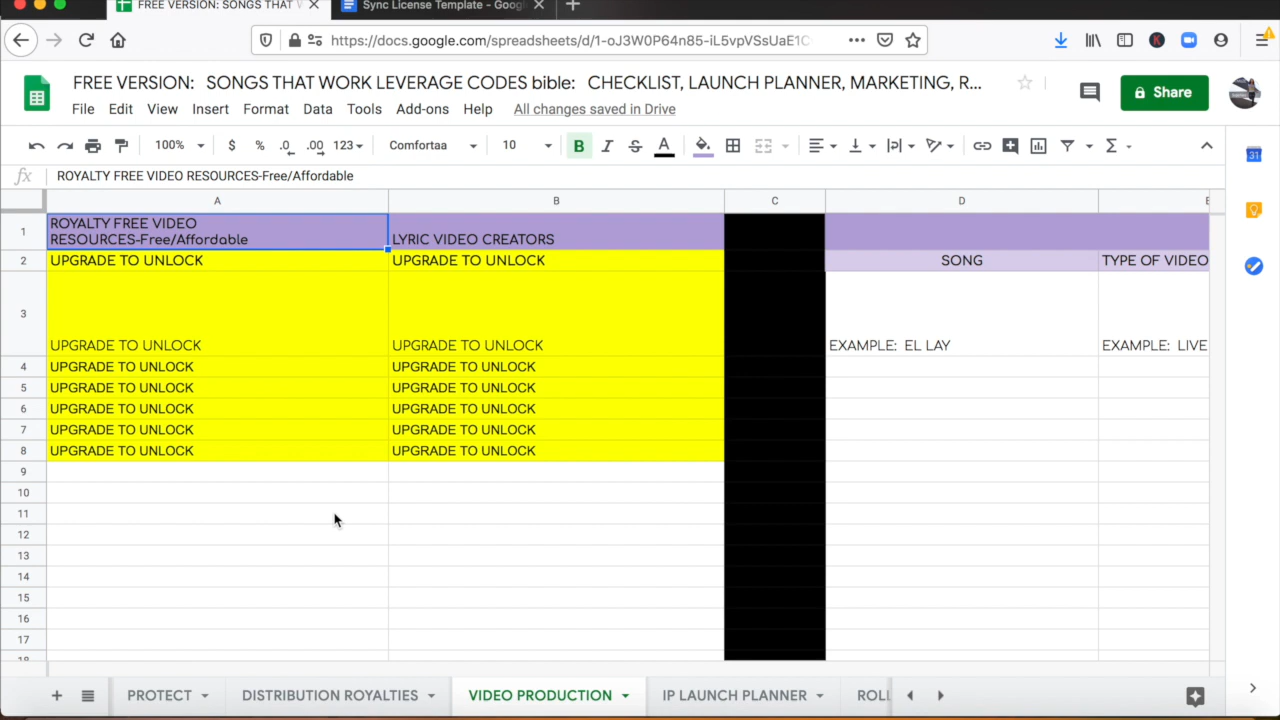 FREE VERSION: SONGS THAT W
Sync License Template - Goog
https://docs.google.com/spreadsheets/d/1-oJ3W0P64n85-iL5vpVSsUaE1C
FREE VERSION: SONGS THAT WORK LEVERAGE CODES bible: CHECKLIST, LAUNCH PLANNER, MARKETING, R...
Share
File Edit View Insert Format Data Tools Add-ons Help All changes saved in Drive
100% $ % .0 .00 123 Comfortaa 10 B I S A
fx ROYALTY FREE VIDEO RESOURCES-Free/Affordable
31
A B C D E
1 ROYALTY FREE VIDEO
RESOURCES-Free/Affordable LYRIC VIDEO CREATORS
2 UPGRADE TO UNLOCK UPGRADE TO UNLOCK SONG TYPE OF VIDEO
3 UPGRADE TO UNLOCK UPGRADE TO UNLOCK EXAMPLE: EL LAY EXAMPLE: LIVE
4 UPGRADE TO UNLOCK UPGRADE TO UNLOCK
5 UPGRADE TO UNLOCK UPGRADE TO UNLOCK
6 UPGRADE TO UNLOCK UPGRADE TO UNLOCK
7 UPGRADE TO UNLOCK UPGRADE TO UNLOCK
8 UPGRADE TO UNLOCK UPGRADE TO UNLOCK
9
10
11
12
13
14
15
16
17
18
PROTECT DISTRIBUTION ROYALTIES VIDEO PRODUCTION IP LAUNCH PLANNER ROLL